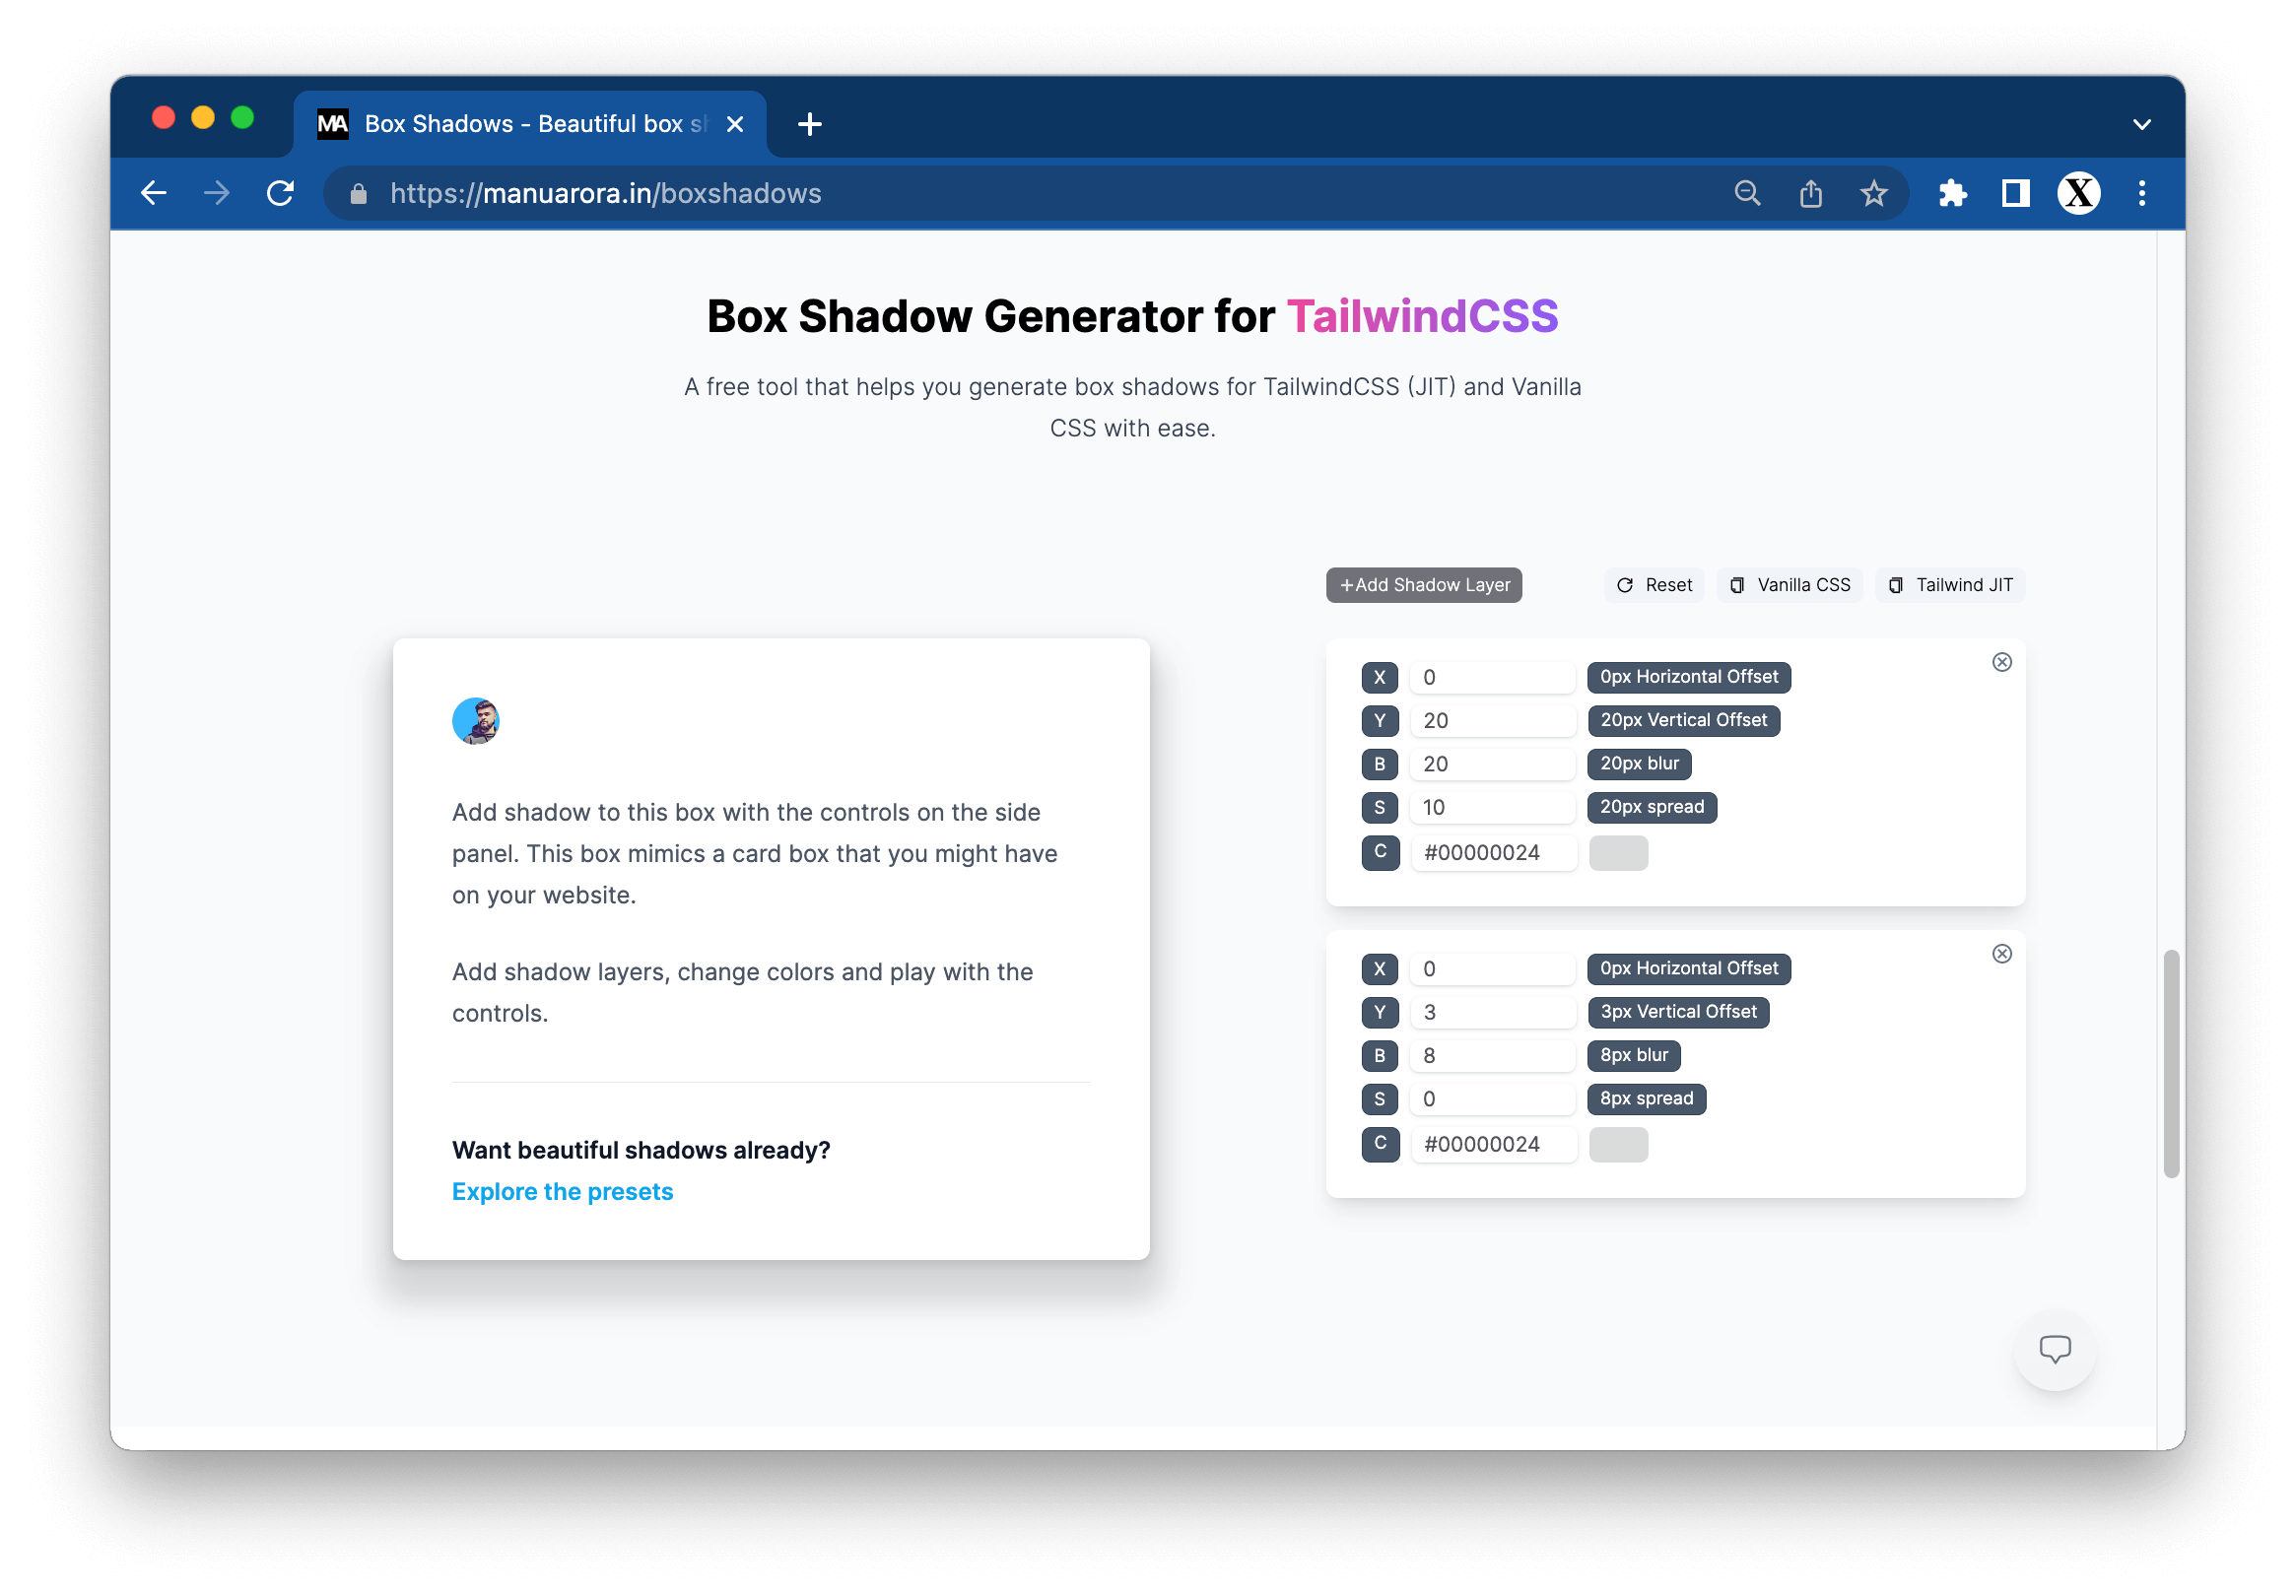 MA Box Shadows - Beautiful box
https://manuarora.in/boxshadows
X
Box Shadow Generator for TailwindCSS
A free tool that helps you generate box shadows for TailwindCSS (JIT) and Vanilla
CSS with ease.
+Add Shadow Layer
Reset
Vanilla CSS
Tailwind JIT
Add shadow to this box with the controls on the side
panel. This box mimics a card box that you might have
on your website.
Add shadow layers, change colors and play with the
controls.
Want beautiful shadows already?
Explore the presets
X 0 0px Horizontal Offset
Y 20 20px Vertical Offset
B 20 20px blur
S 10 20px spread
C #00000024
X 0 0px Horizontal Offset
Y 3 3px Vertical Offset
B 8 8px blur
S 0 8px spread
C #00000024